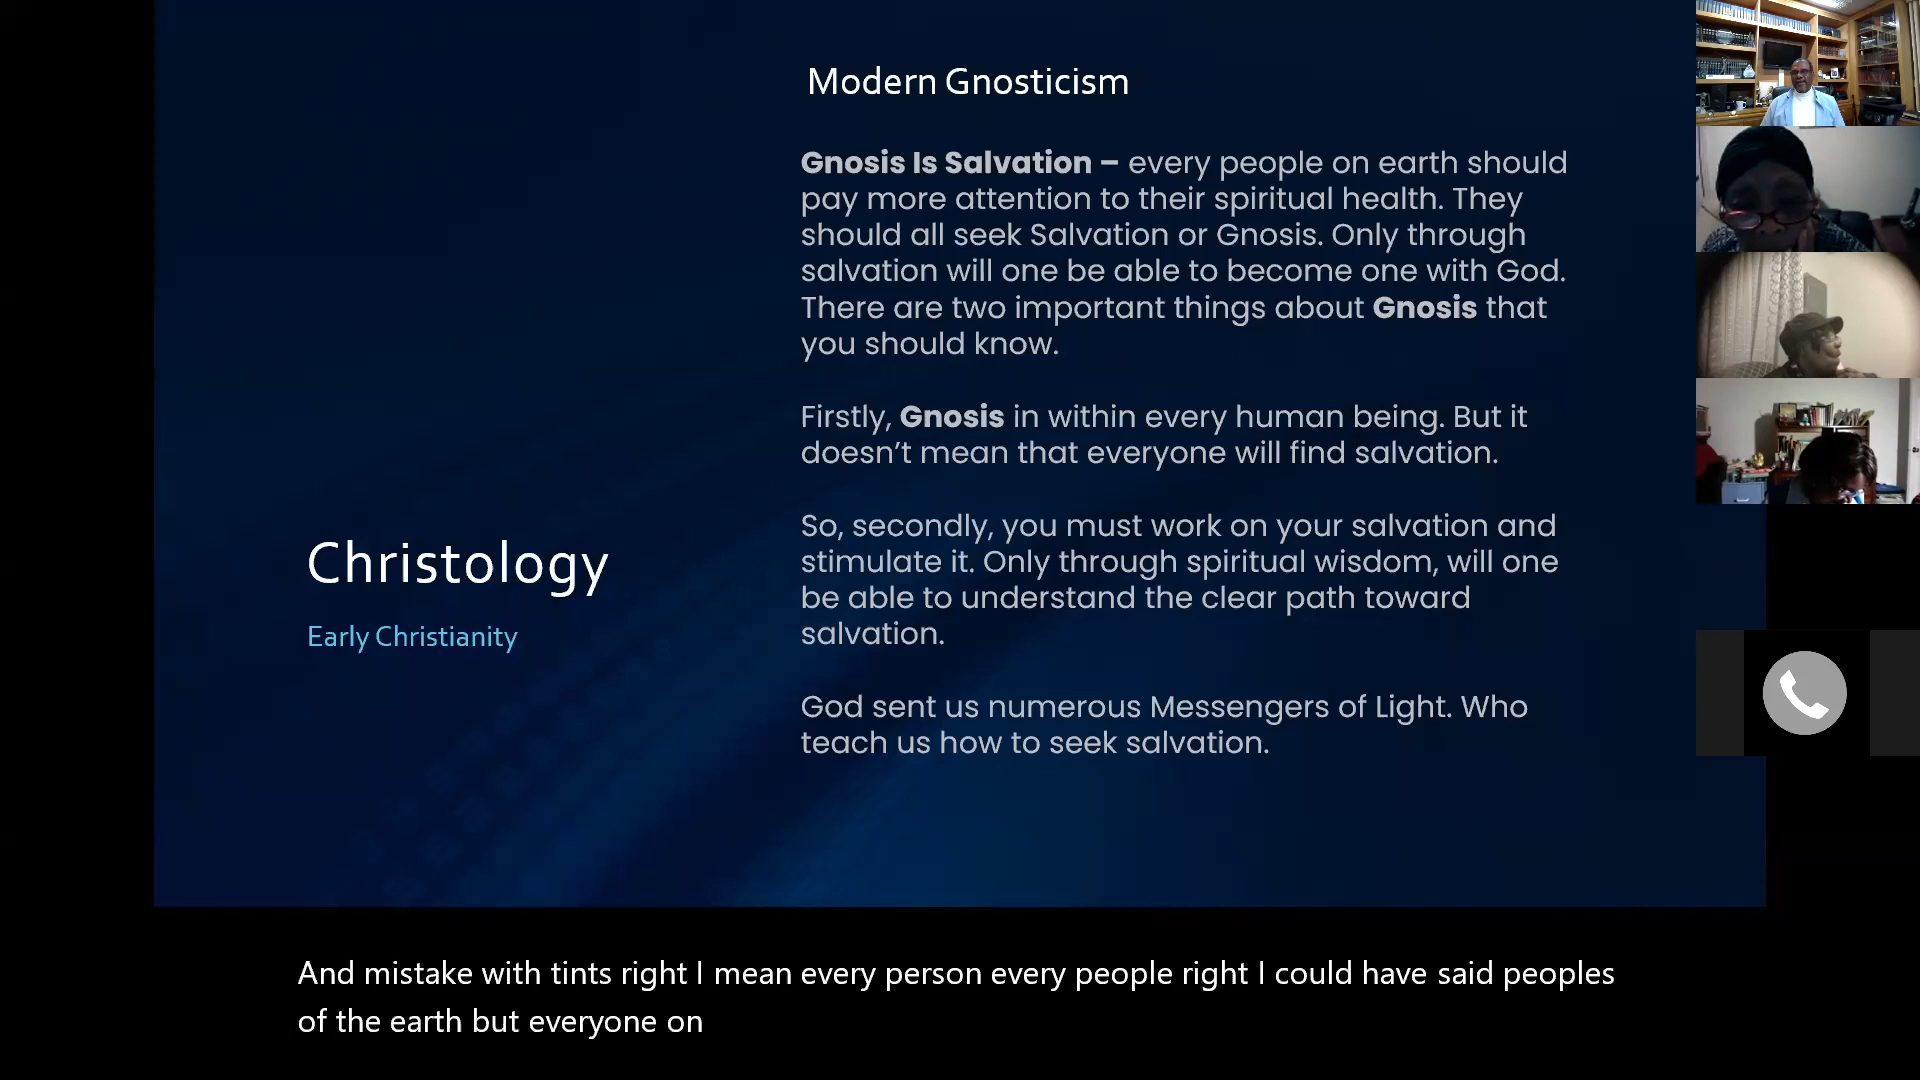 Modern Gnosticism
Gnosis Is Salvation – every people on earth should
pay more attention to their spiritual health. They
should all seek Salvation or Gnosis. Only through
salvation will one be able to become one with God.
There are two important things about Gnosis that
you should know.
Firstly, Gnosis in within every human being. But it
doesn’t mean that everyone will find salvation.
So, secondly, you must work on your salvation and
stimulate it. Only through spiritual wisdom, will one
be able to understand the clear path toward
salvation.
God sent us numerous Messengers of Light. Who
teach us how to seek salvation.
Christology
Early Christianity
And mistake with tints right I mean every person every people right I could have said peoples
of the earth but everyone on